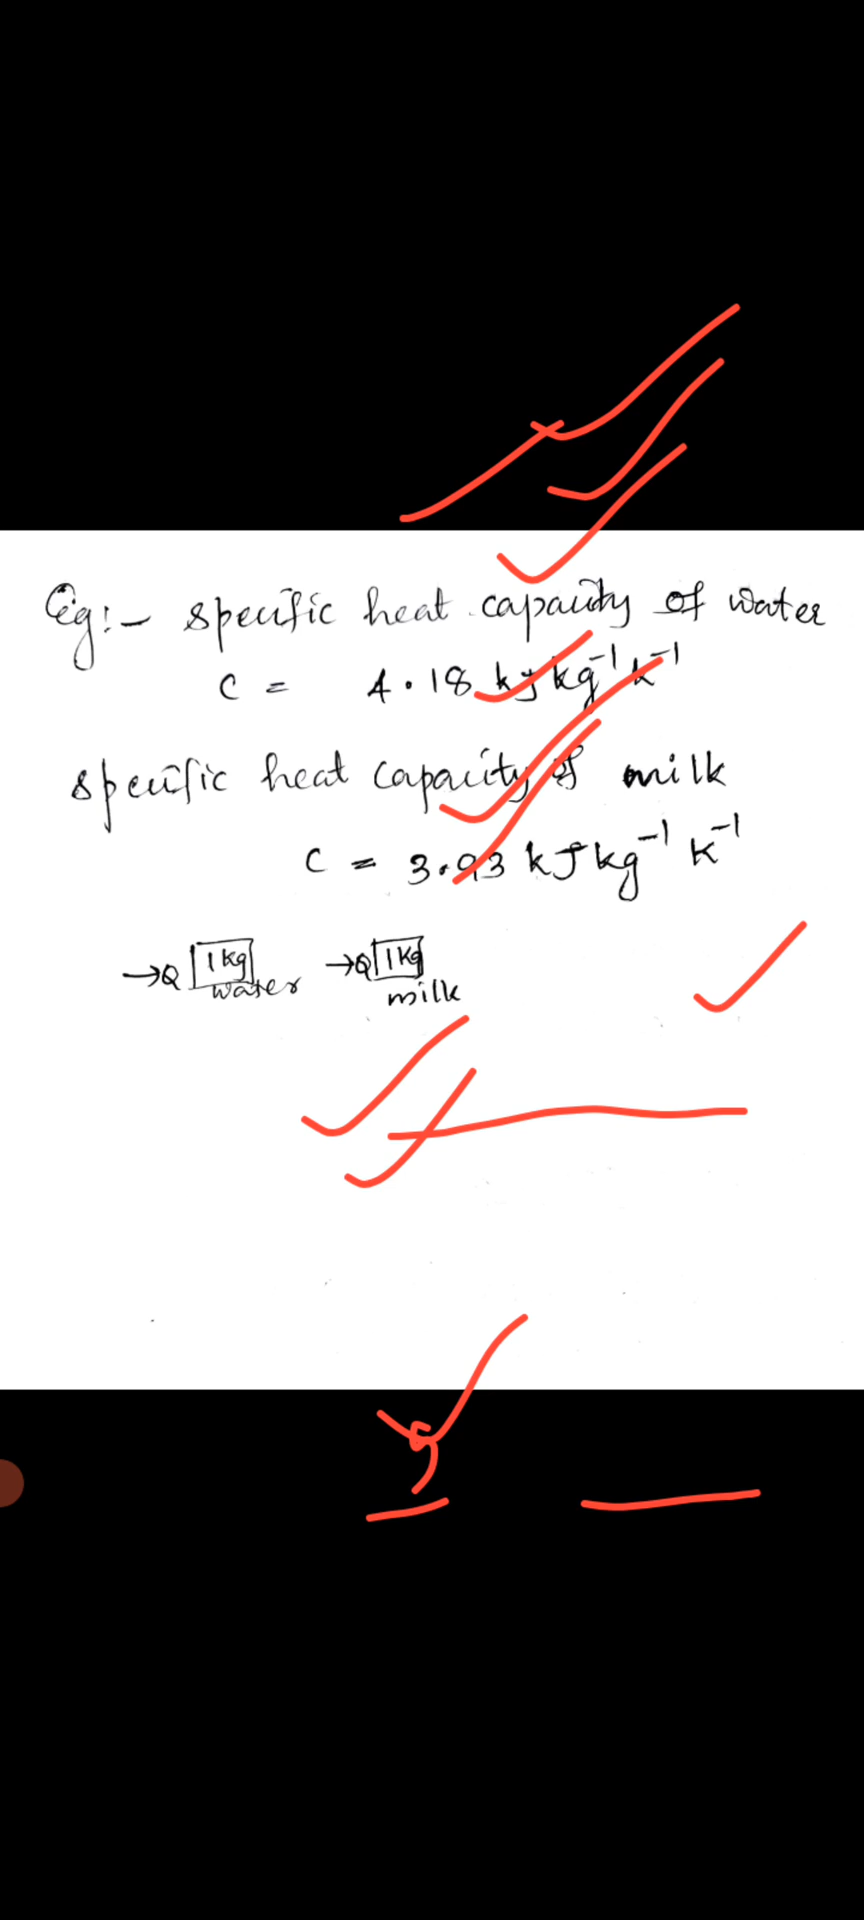 Eg:- specific heat capacity of water
C = 4.18 kJ kg⁻¹ k⁻¹
specific heat capacity of milk
C = 3.93 kJ kg⁻¹ K⁻¹
→Q 1kg →Q 1kg
water milk